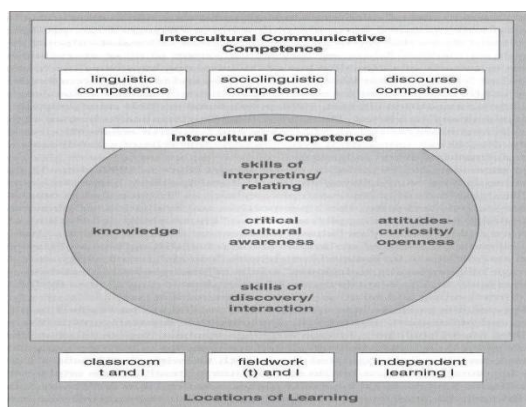 Intercultural Communicative
Competence
linguistic
competence
sociolinguistic
competence
discourse
competence
Intercultural Competence
skills of
interpreting/
relating
knowledge
critical
cultural
awareness
attitudes-
curiosity/
openness
skills of
discovery/
interaction
classroom
t and l
fieldwork
(t) and l
independent
learning l
Locations of Learning